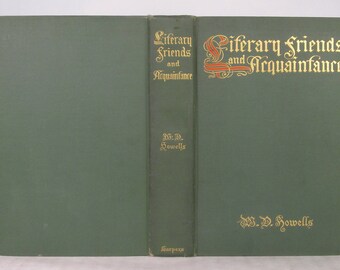 Literary
Friends
and
Acquaintance
W. D.
Howells
Harpers
Literary Friends
and Acquaintance
W. D. Howells